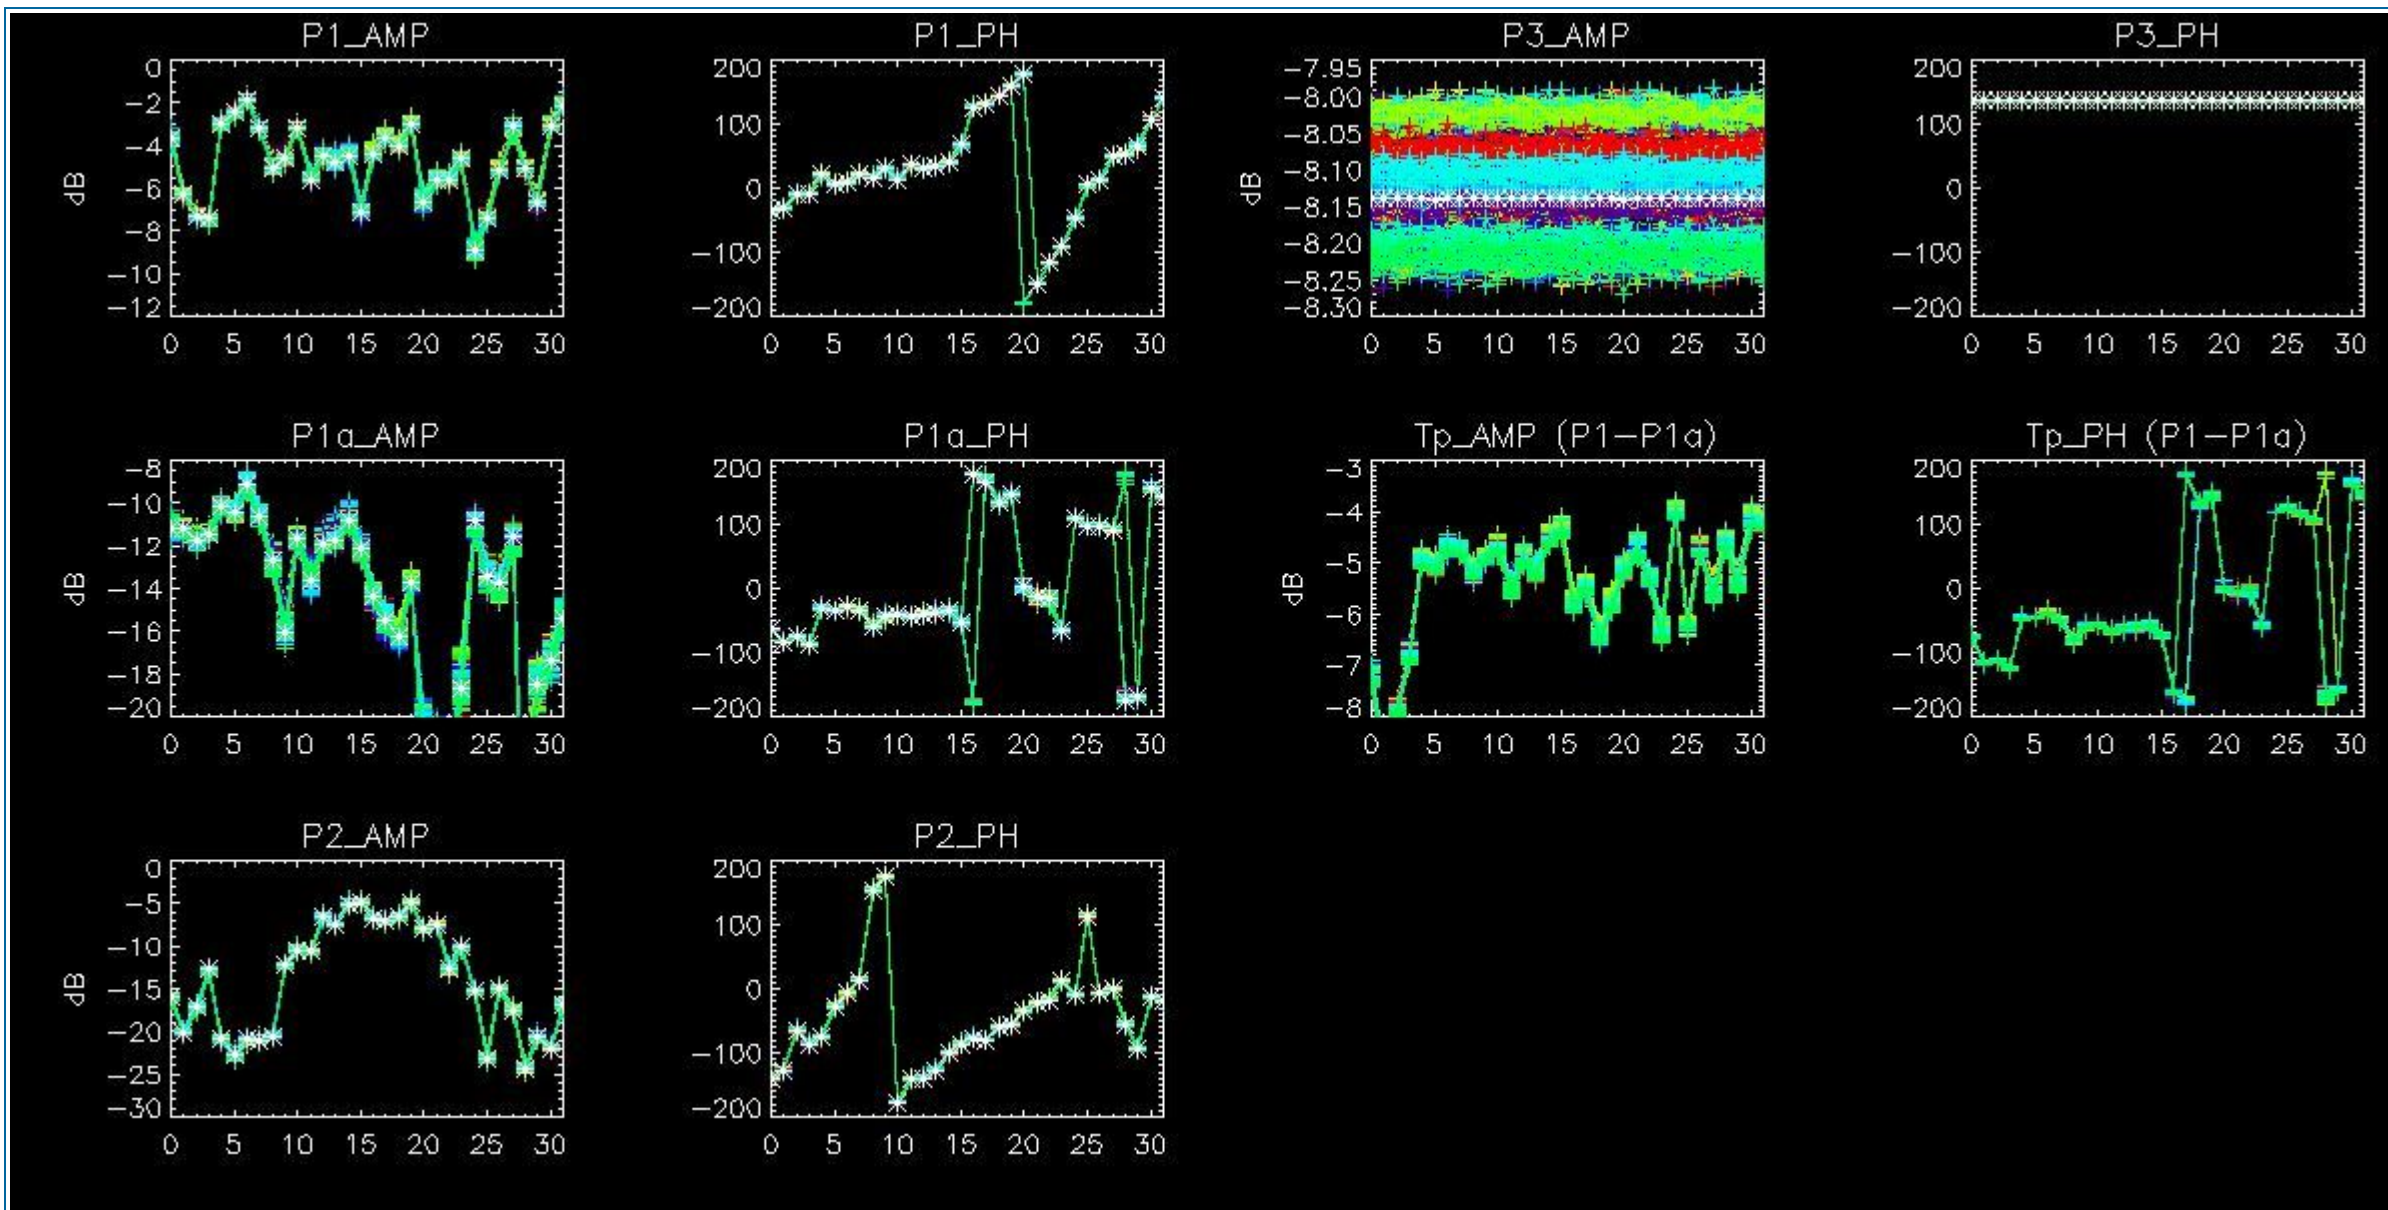 P1_AMP
0
−2
−4
−6
−8
−10
−12
dB
0 5 10 15 20 25 30
P1_PH
200
100
0
−100
−200
0 5 10 15 20 25 30
P3_AMP
−7.95
−8.00
−8.05
−8.10
−8.15
−8.20
−8.25
−8.30
dB
0 5 10 15 20 25 30
P3_PH
200
100
0
−100
−200
0 5 10 15 20 25 30
P1a_AMP
−8
−10
−12
−14
−16
−18
−20
dB
0 5 10 15 20 25 30
P1a_PH
200
100
0
−100
−200
0 5 10 15 20 25 30
Tp_AMP (P1−P1a)
−3
−4
−5
−6
−7
−8
dB
0 5 10 15 20 25 30
Tp_PH (P1−P1a)
200
100
0
−100
−200
0 5 10 15 20 25 30
P2_AMP
0
−5
−10
−15
−20
−25
−30
dB
0 5 10 15 20 25 30
P2_PH
200
100
0
−100
−200
0 5 10 15 20 25 30